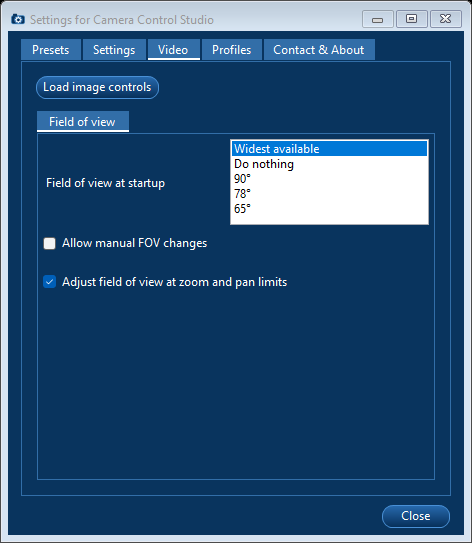 Settings for Camera Control Studio
Presets Settings Video Profiles Contact & About
Load image controls
Field of view
Field of view at startup
Widest available
Do nothing
90°
78°
65°
Allow manual FOV changes
Adjust field of view at zoom and pan limits
Close